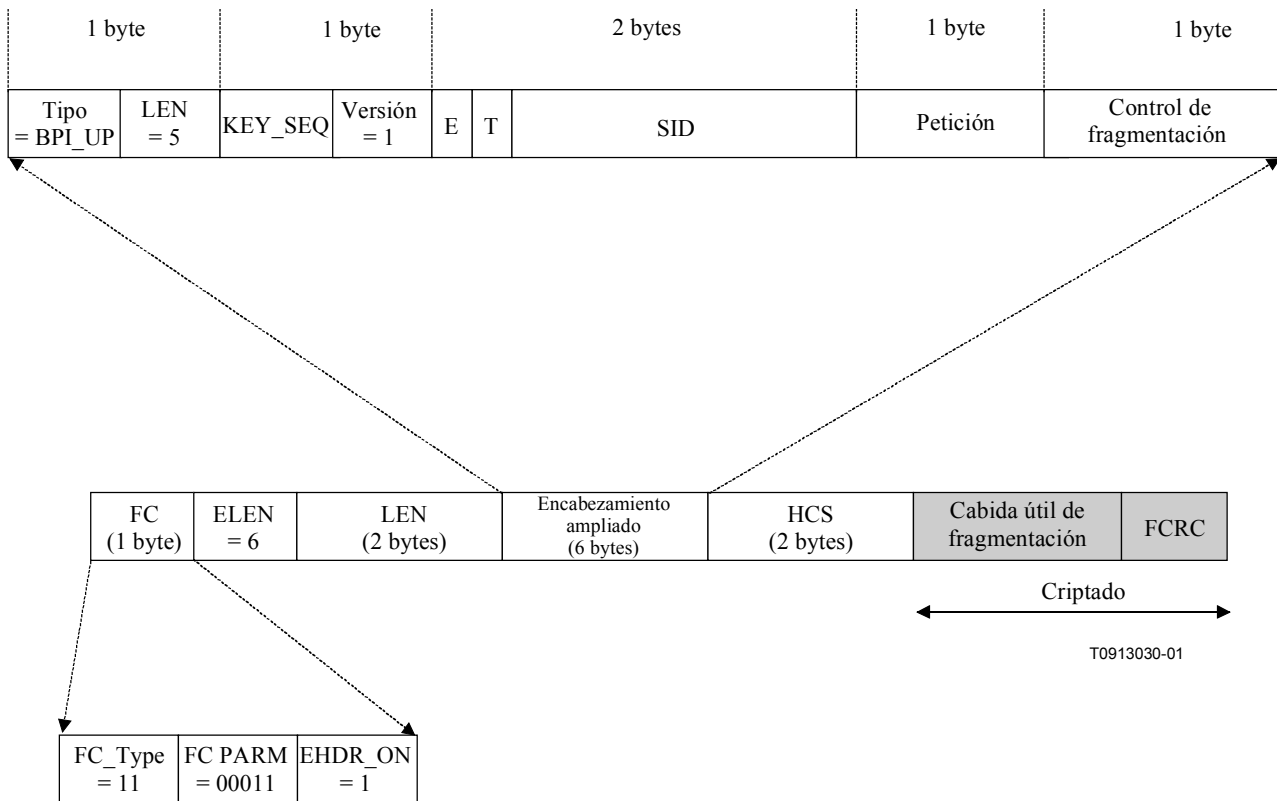 1 byte 1 byte 2 bytes 1 byte 1 byte
Tipo
= BPI_UP
LEN
= 5
KEY_SEQ
Versión
= 1
E
T
SID
Petición
Control de
fragmentación
FC
(1 byte)
ELEN
= 6
LEN
(2 bytes)
Encabezamiento
ampliado
(6 bytes)
HCS
(2 bytes)
Cabida útil de
fragmentación
FCRC
Criptado
T0913030-01
FC_Type
= 11
FC PARM
= 00011
EHDR_ON
= 1